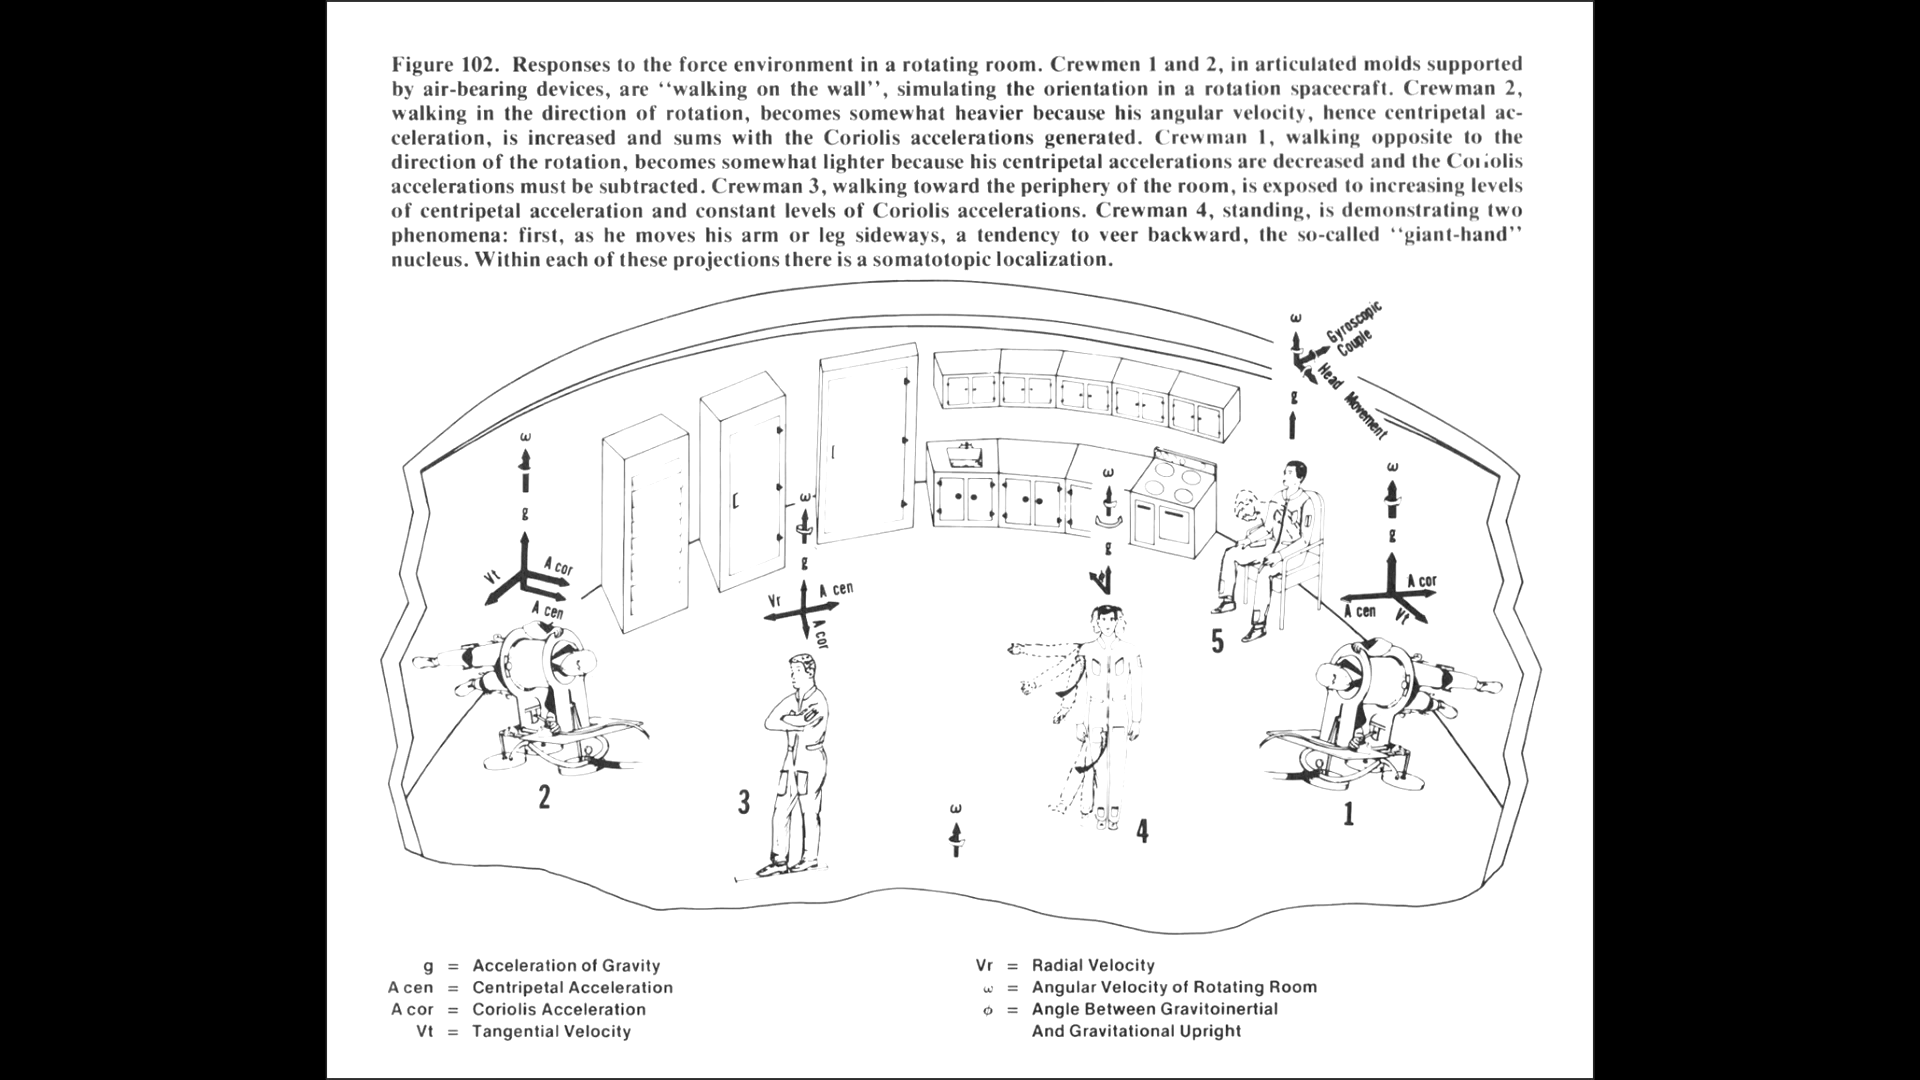 Figure 102. Responses to the force environment in a rotating room. Crewmen 1 and 2, in articulated molds supported
by air-bearing devices, are ‘‘walking on the wall’’, simulating the orientation in a rotation spacecraft. Crewman 2,
walking in the direction of rotation, becomes somewhat heavier because his angular velocity, hence centripetal ac-
celeration, is increased and sums with the Coriolis accelerations generated. Crewman 1, walking opposite to the
direction of the rotation, becomes somewhat lighter because his centripetal accelerations are decreased and the Coriolis
accelerations must be subtracted. Crewman 3, walking toward the periphery of the room, is exposed to increasing levels
of centripetal acceleration and constant levels of Coriolis accelerations. Crewman 4, standing, is demonstrating two
phenomena: first, as he moves his arm or leg sideways, a tendency to veer backward, the so-called ‘‘giant-hand’’
nucleus. Within each of these projections there is a somatotopic localization.
ω
Gyroscopic
Couple
Head Movement
g
ω
g
Vt
A cor
A cen
ω
g
Vr
A cen
A cor
ω
g
ω
g
A cor
A cen
Vt
5
2
3
ω
4
1
g = Acceleration of Gravity
A cen = Centripetal Acceleration
A cor = Coriolis Acceleration
Vt = Tangential Velocity
Vr = Radial Velocity
ω = Angular Velocity of Rotating Room
ϕ = Angle Between Gravitoinertial
And Gravitational Upright